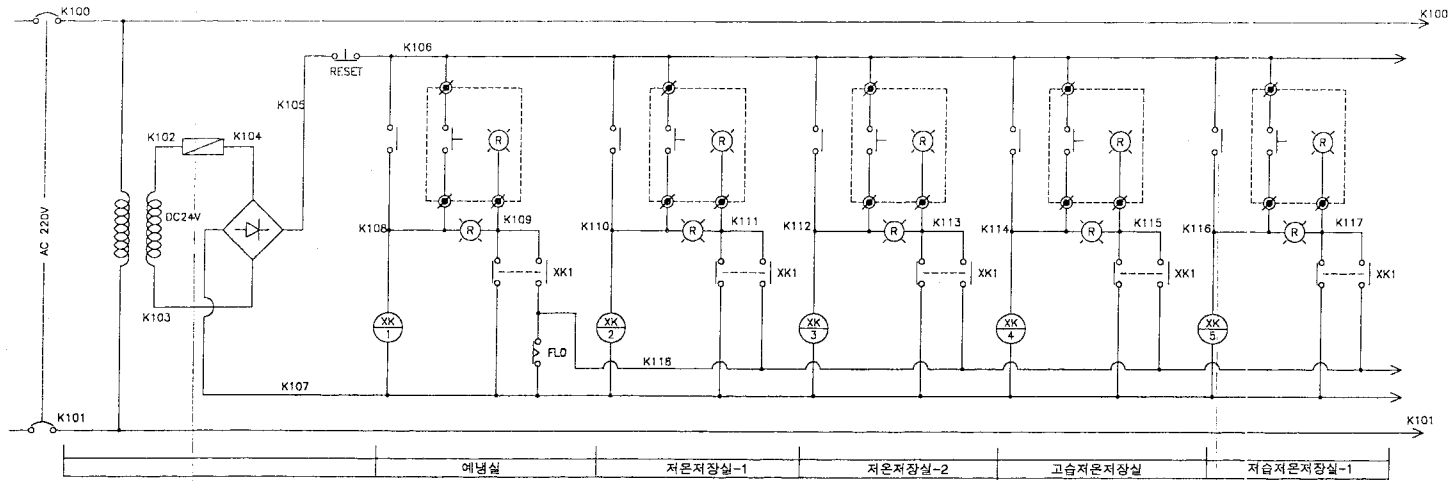 K100
K100
K106
RESET
K105
K102
K104
DC24V
AC 220V
R
R
R
R
R
K108
R
K109
K110
R
K111
K112
R
K113
K114
R
K115
K116
R
K117
XK1
XK1
XK1
XK1
XK1
K103
XK
1
XK
2
XK
3
XK
4
XK
5
FLO
K118
K107
K101
K101
예냉실
저온저장실-1
저온저장실-2
고습저온저장실
저습저온저장실-1